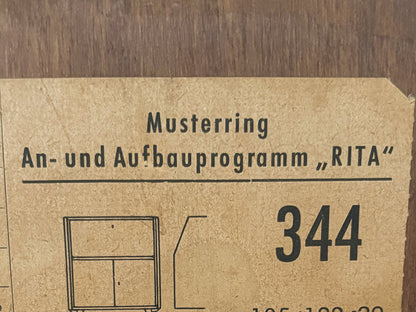 Musterring
An- und Aufbauprogramm „RITA“
344